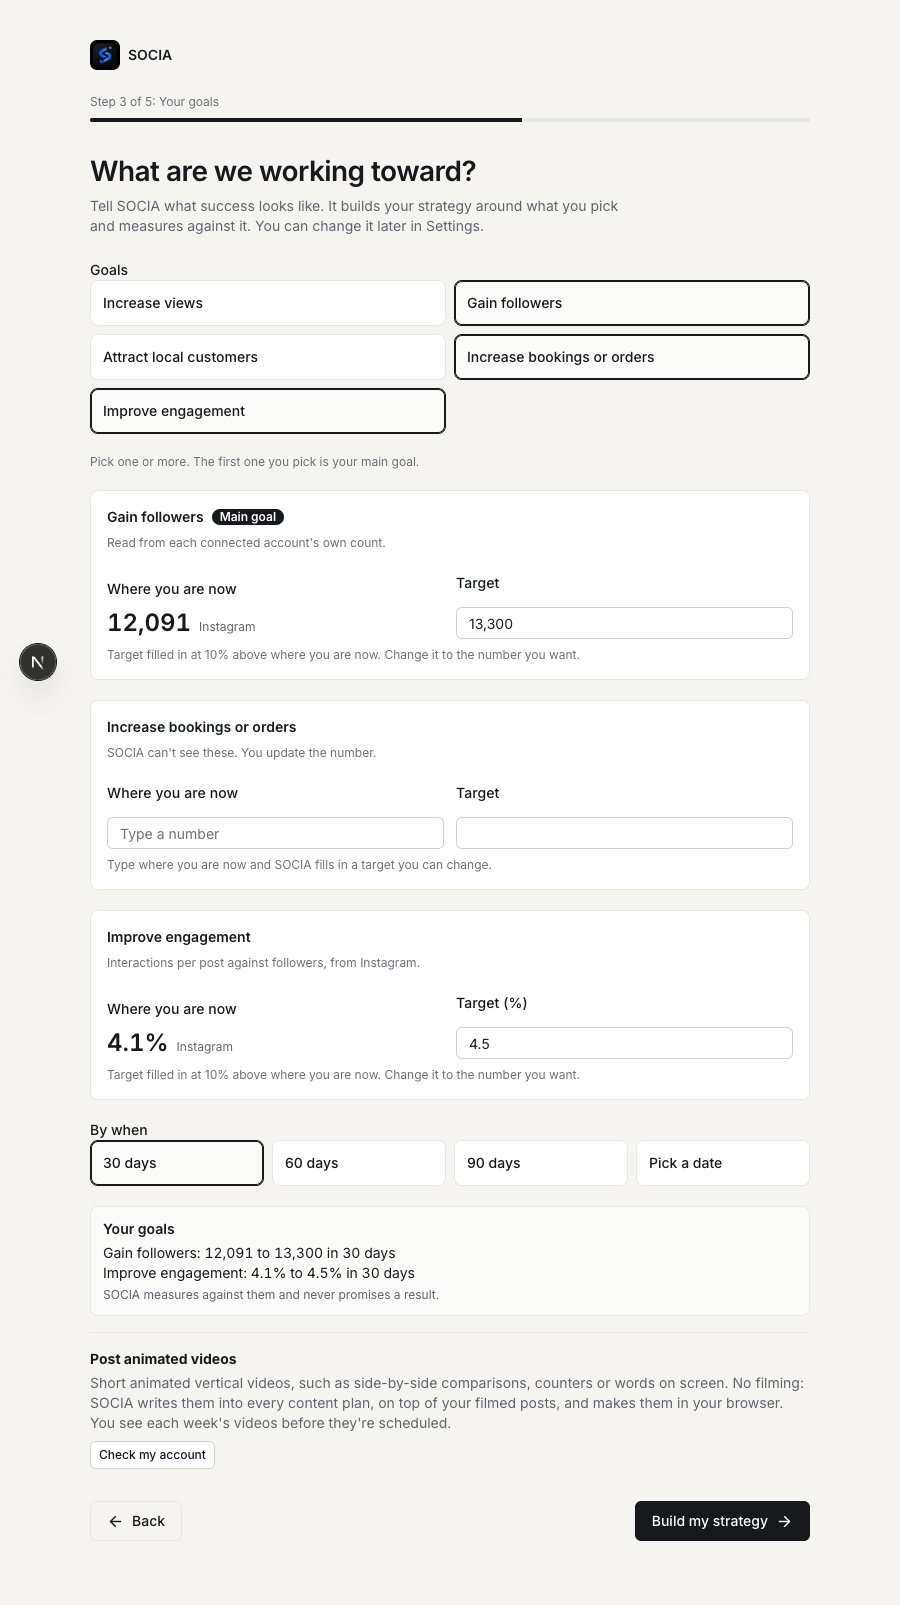 SOCIA
Step 3 of 5: Your goals
What are we working toward?
Tell SOCIA what success looks like. It builds your strategy around what you pick
and measures against it. You can change it later in Settings.
Goals
Increase views
Gain followers
Attract local customers
Increase bookings or orders
Improve engagement
Pick one or more. The first one you pick is your main goal.
Gain followers Main goal
Read from each connected account's own count.
Where you are now
Target
12,091 Instagram
13,300
Target filled in at 10% above where you are now. Change it to the number you want.
Increase bookings or orders
SOCIA can't see these. You update the number.
Where you are now
Target
Type a number
Type where you are now and SOCIA fills in a target you can change.
Improve engagement
Interactions per post against followers, from Instagram.
Where you are now
Target (%)
4.1% Instagram
4.5
Target filled in at 10% above where you are now. Change it to the number you want.
By when
30 days
60 days
90 days
Pick a date
Your goals
Gain followers: 12,091 to 13,300 in 30 days
Improve engagement: 4.1% to 4.5% in 30 days
SOCIA measures against them and never promises a result.
Post animated videos
Short animated vertical videos, such as side-by-side comparisons, counters or words on screen. No filming:
SOCIA writes them into every content plan, on top of your filmed posts, and makes them in your browser.
You see each week's videos before they're scheduled.
Check my account
Back
Build my strategy